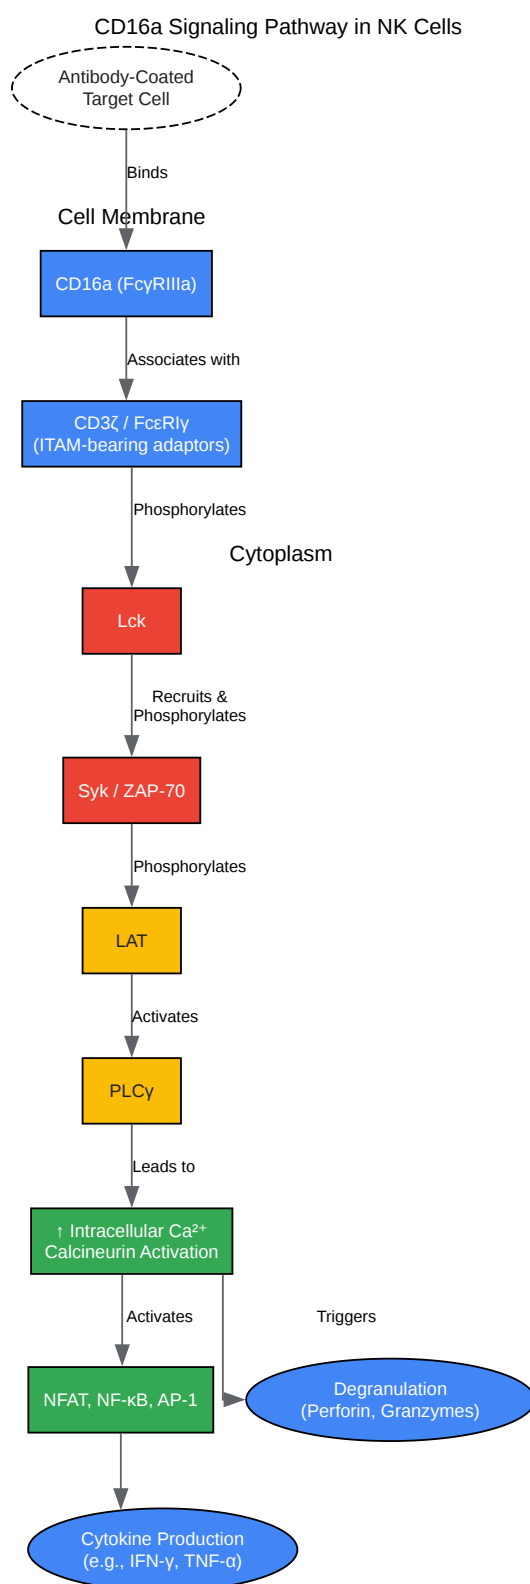 CD16a Signaling Pathway in NK Cells
Antibody-Coated
Target Cell
Binds
Cell Membrane
CD16a (FcγRIIIa)
Associates with
CD3ζ / FcεRIγ
(ITAM-bearing adaptors)
Phosphorylates
Cytoplasm
Lck
Recruits &
Phosphorylates
Syk / ZAP-70
Phosphorylates
LAT
Activates
PLCγ
Leads to
↑ Intracellular Ca²⁺
Calcineurin Activation
Activates
Triggers
NFAT, NF-κB, AP-1
Degranulation
(Perforin, Granzymes)
Cytokine Production
(e.g., IFN-γ, TNF-α)